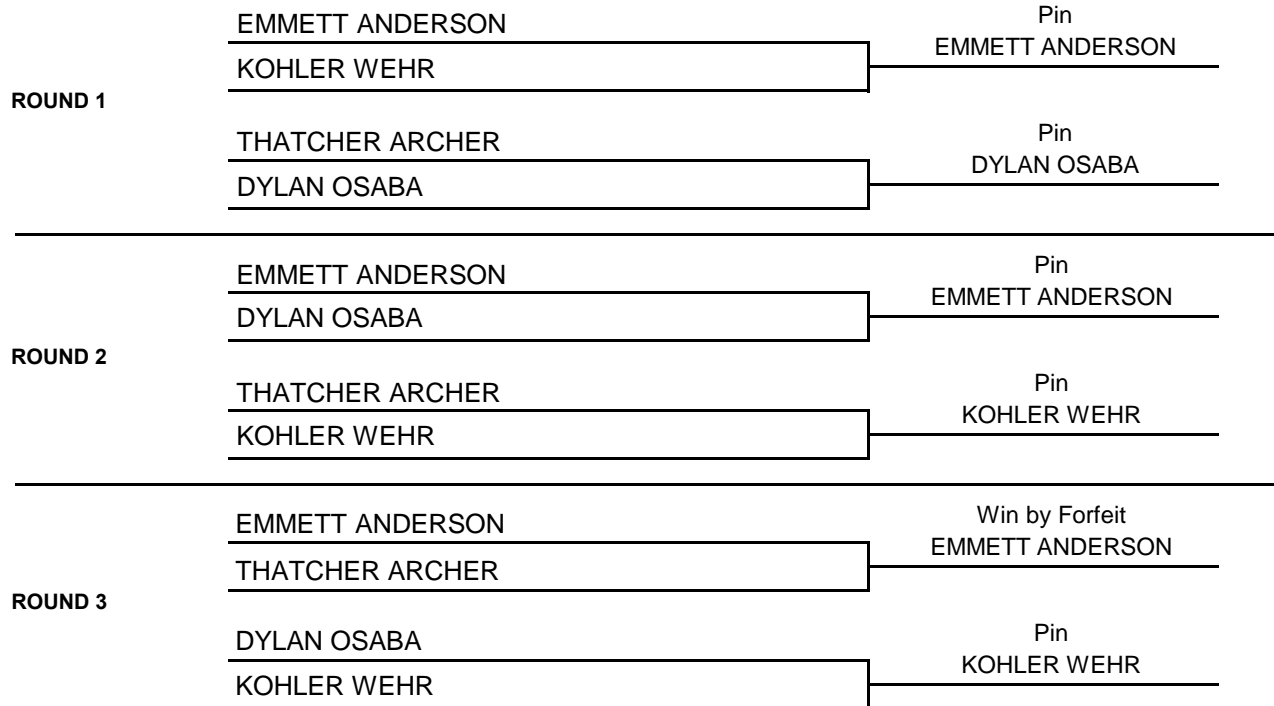 EMMETT ANDERSON
Pin
EMMETT ANDERSON
KOHLER WEHR
ROUND 1
THATCHER ARCHER
Pin
DYLAN OSABA
DYLAN OSABA
EMMETT ANDERSON
Pin
EMMETT ANDERSON
DYLAN OSABA
ROUND 2
THATCHER ARCHER
Pin
KOHLER WEHR
KOHLER WEHR
EMMETT ANDERSON
Win by Forfeit
EMMETT ANDERSON
THATCHER ARCHER
ROUND 3
DYLAN OSABA
Pin
KOHLER WEHR
KOHLER WEHR